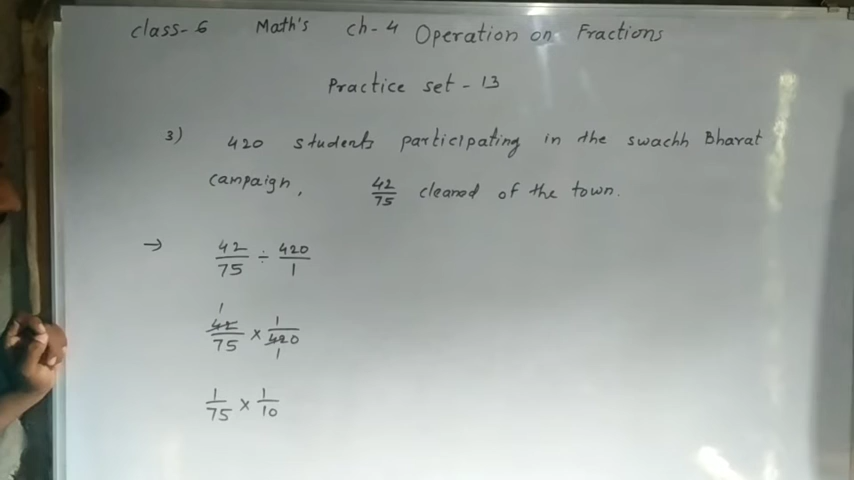 class-6 Math's ch-4 Operation on Fractions
Practice set - 13
3) 420 students participating in the swachh Bharat
campaign, 42/75 cleaned of the town.
→ 42/75 ÷ 420/1
1
42/75 × 1/420
1
1/75 × 1/10